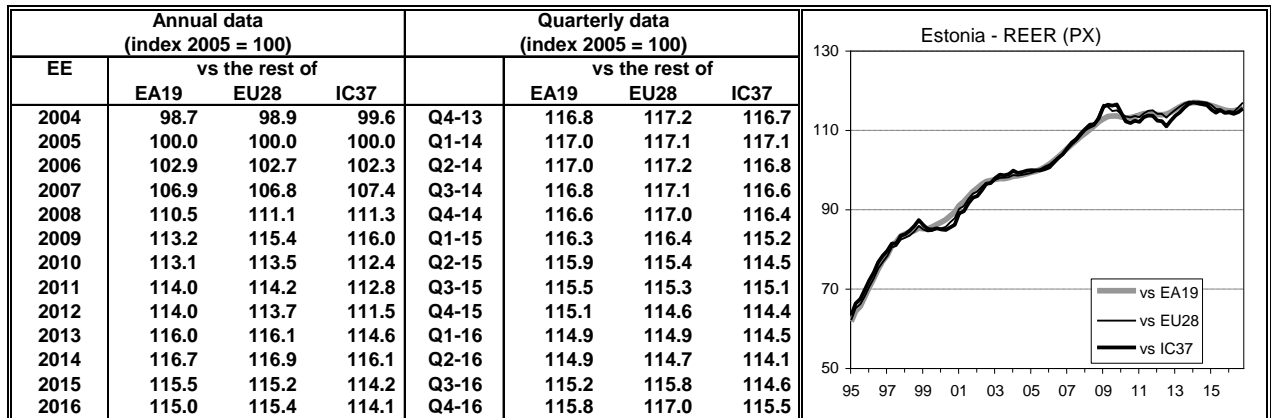 Annual data Quarterly data
(index 2005 = 100) (index 2005 = 100)
EE vs the rest of vs the rest of
EA19 EU28 IC37 EA19 EU28 IC37
2004 98.7 98.9 99.6 Q4-13 116.8 117.2 116.7
2005 100.0 100.0 100.0 Q1-14 117.0 117.1 117.1
2006 102.9 102.7 102.3 Q2-14 117.0 117.2 116.8
2007 106.9 106.8 107.4 Q3-14 116.8 117.1 116.6
2008 110.5 111.1 111.3 Q4-14 116.6 117.0 116.4
2009 113.2 115.4 116.0 Q1-15 116.3 116.4 115.2
2010 113.1 113.5 112.4 Q2-15 115.9 115.4 114.5
2011 114.0 114.2 112.8 Q3-15 115.5 115.3 115.1
2012 114.0 113.7 111.5 Q4-15 115.1 114.6 114.4
2013 116.0 116.1 114.6 Q1-16 114.9 114.9 114.5
2014 116.7 116.9 116.1 Q2-16 114.9 114.7 114.1
2015 115.5 115.2 114.2 Q3-16 115.2 115.8 114.6
2016 115.0 115.4 114.1 Q4-16 115.8 117.0 115.5
Estonia - REER (PX)
130
110
90
70
50
vs EA19
vs EU28
vs IC37
95 97 99 01 03 05 07 09 11 13 15